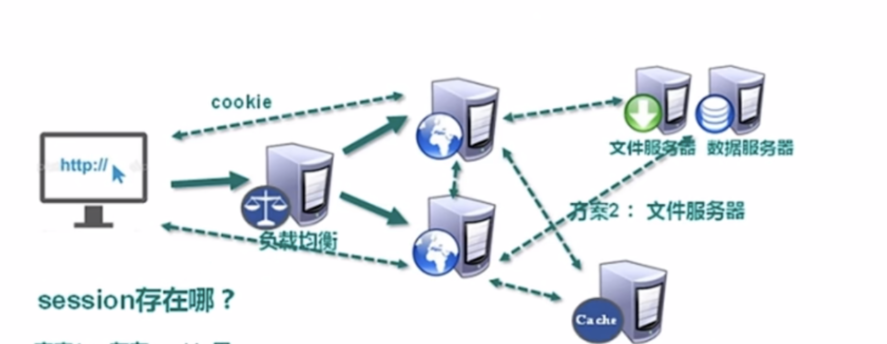 cookie
http://
文件服务器
数据服务器
方案2： 文件服务器
负载均衡
session存在哪？
Cache